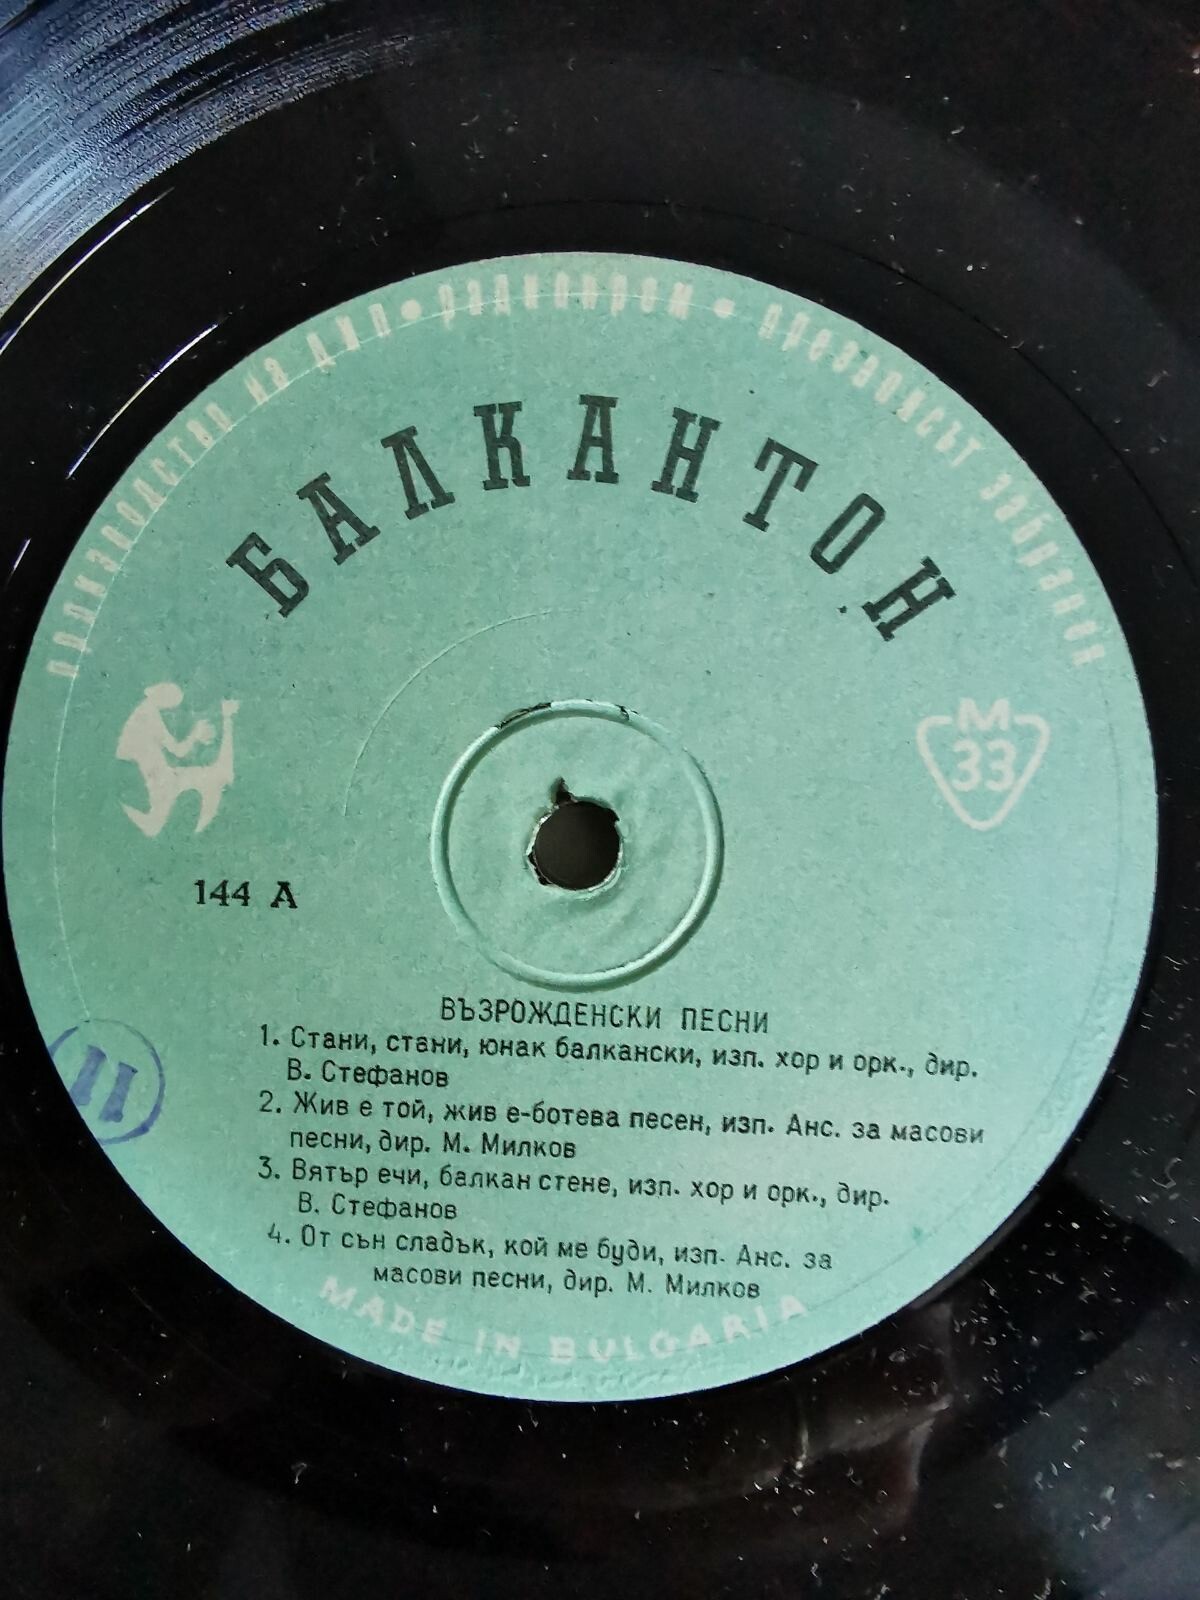 производство на дип • радиопром • презаписът забранен
БАЛКАНТОН
М
33
144 А
II
ВЪЗРОЖДЕНСКИ ПЕСНИ
1. Стани, стани, юнак балкански, изп. хор и орк., дир.
В. Стефанов
2. Жив е той, жив е-ботева песен, изп. Анс. за масови
песни, дир. М. Милков
3. Вятър ечи, балкан стене, изп. хор и орк., дир.
В. Стефанов
4. От сън сладък, кой ме буди, изп. Анс. за
масови песни, дир. М. Милков
MADE IN BULGARIA